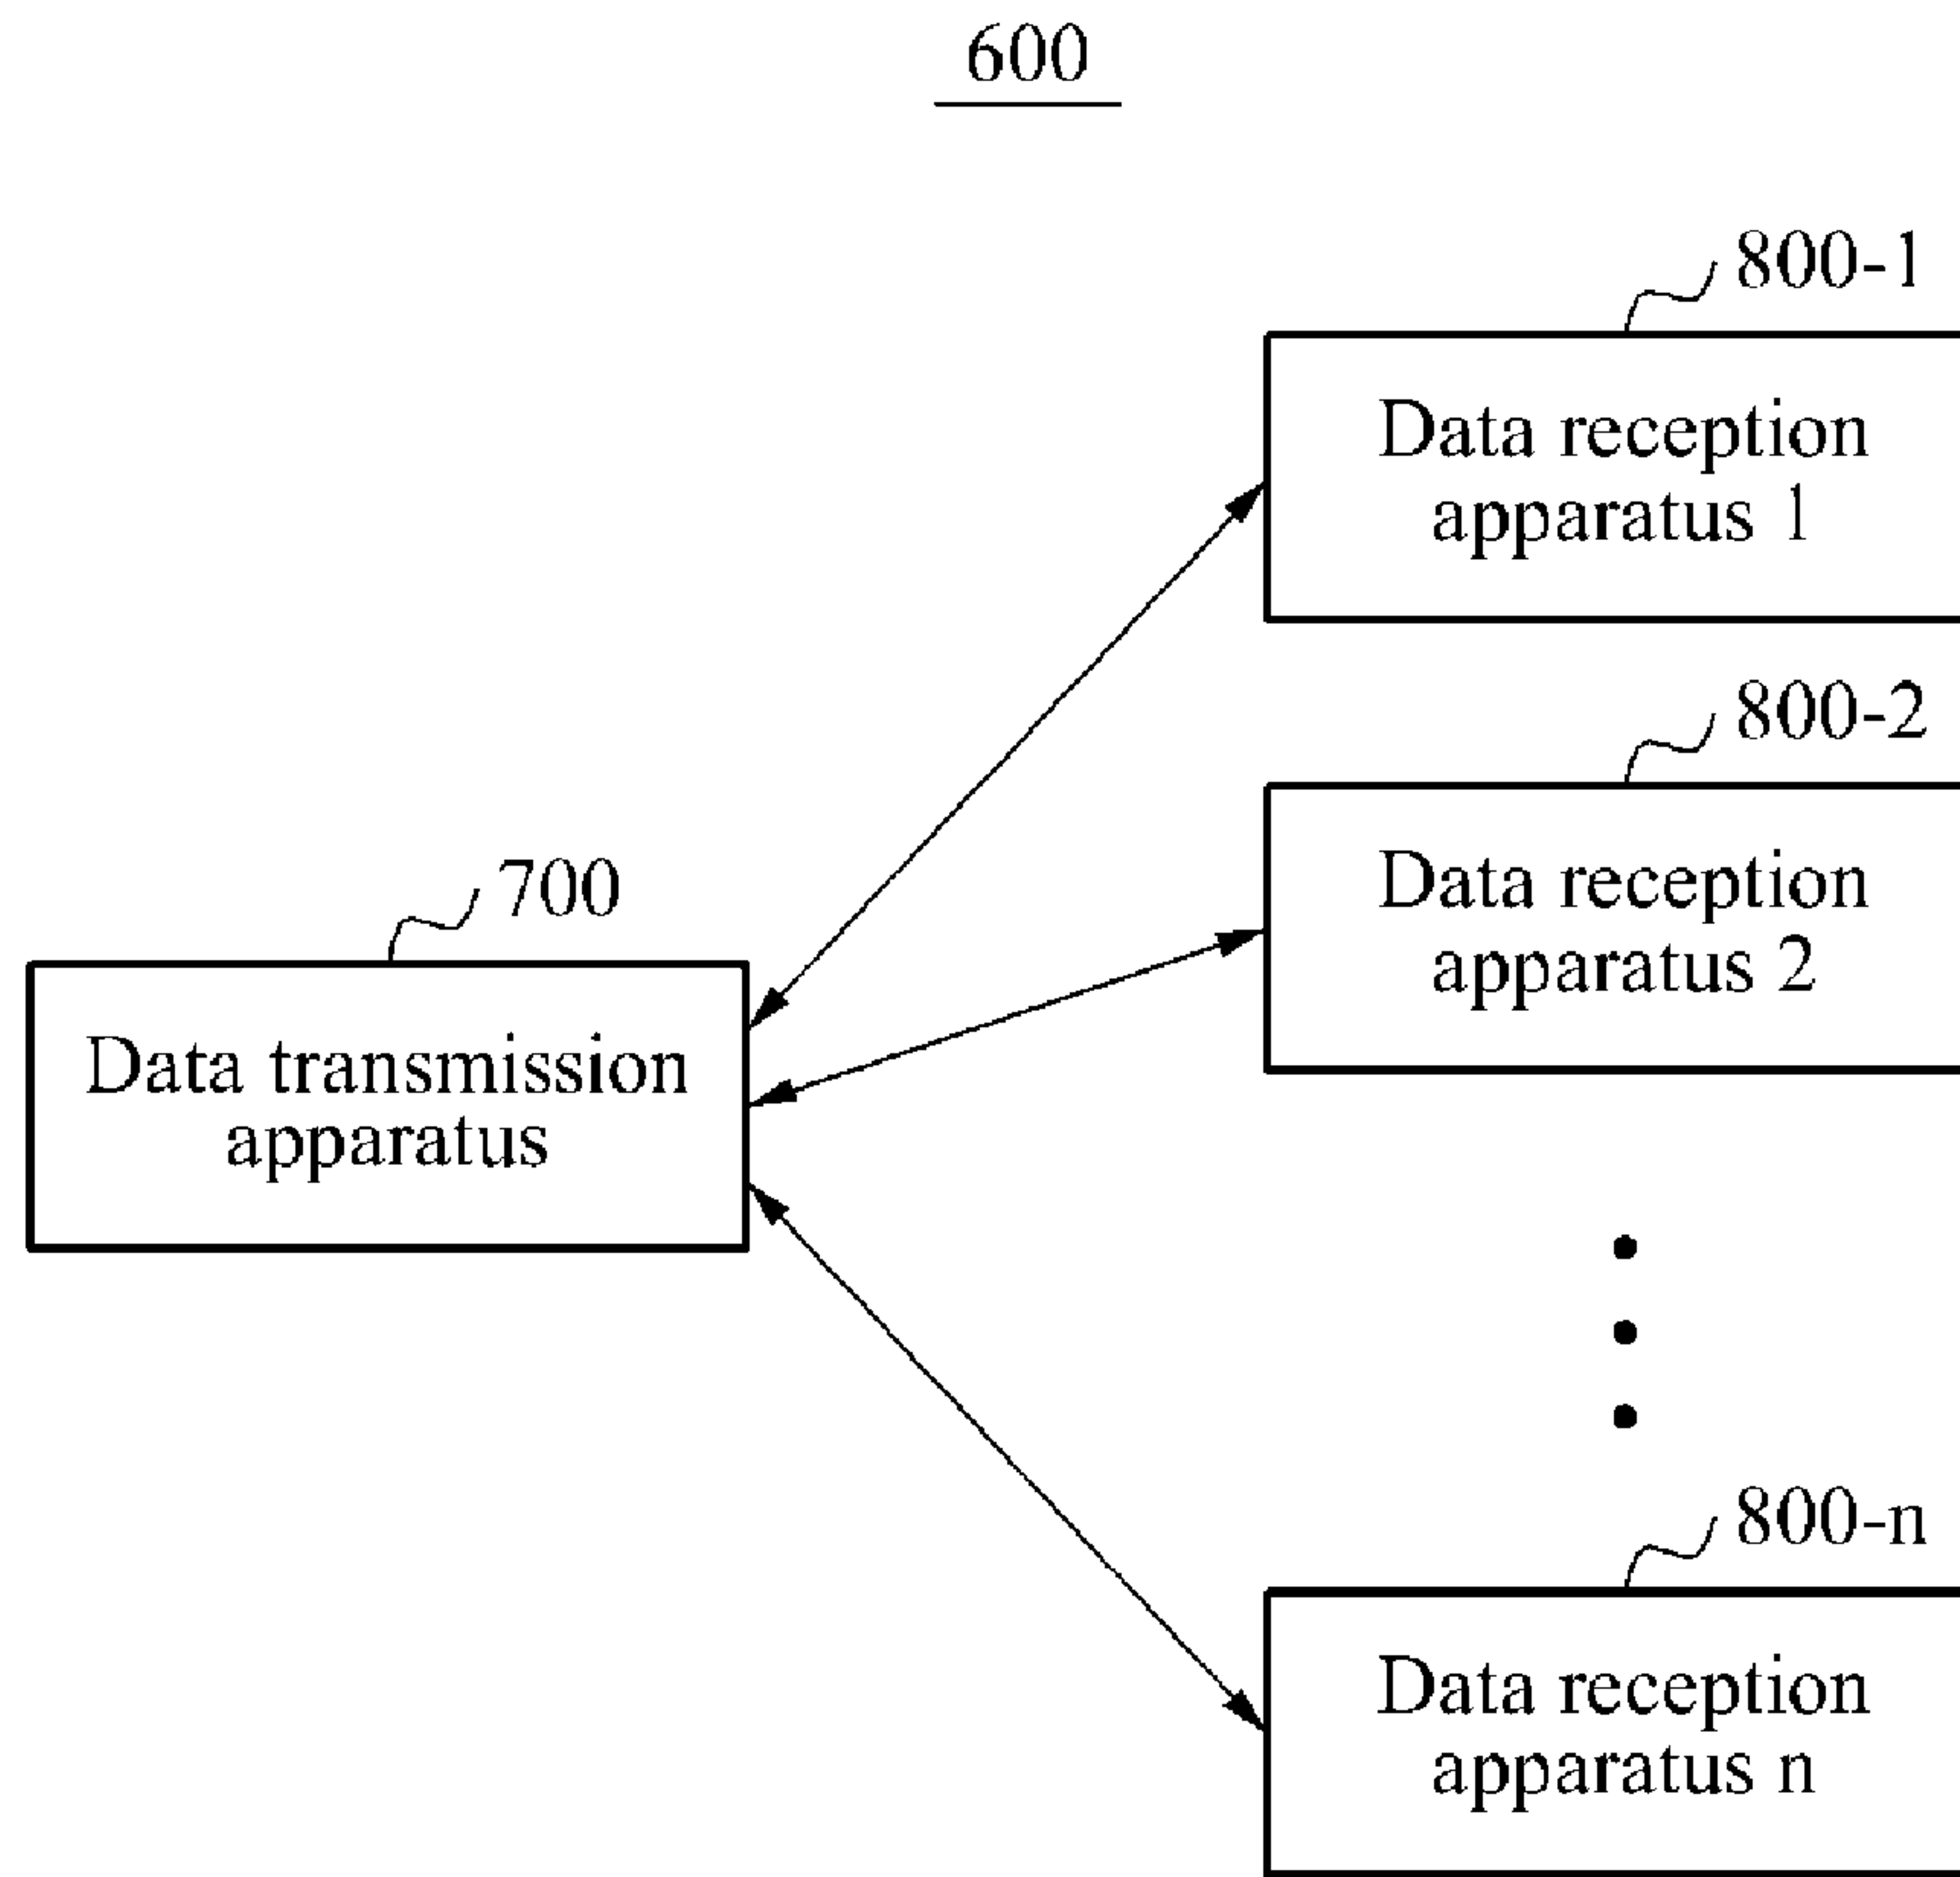 600
800-1
Data reception
apparatus 1
800-2
Data reception
apparatus 2
700
Data transmission
apparatus
800-n
Data reception
apparatus n